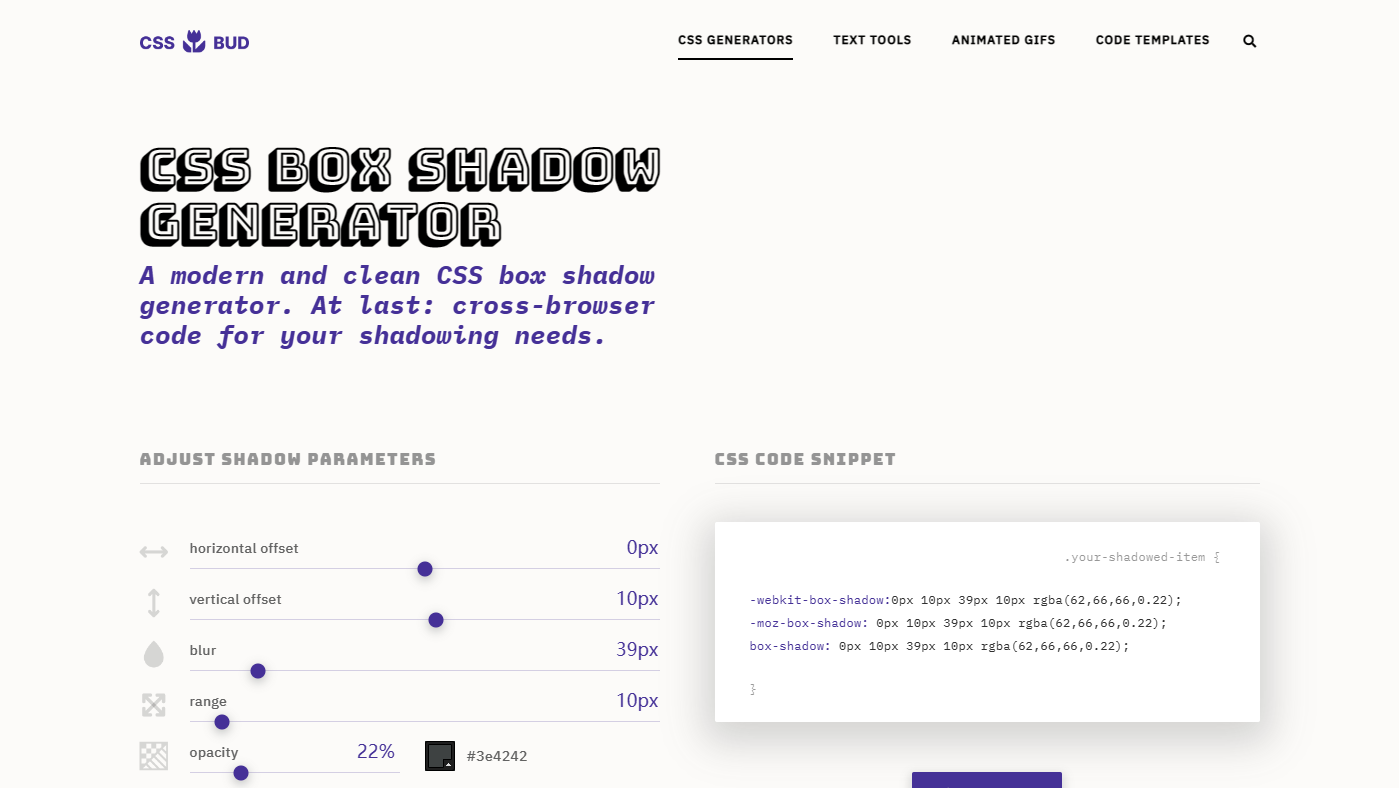 CSS BUD
CSS GENERATORS
TEXT TOOLS
ANIMATED GIFS
CODE TEMPLATES
CSS BOX SHADOW
GENERATOR
A modern and clean CSS box shadow
generator. At last: cross-browser
code for your shadowing needs.
ADJUST SHADOW PARAMETERS
horizontal offset 0px
vertical offset 10px
blur 39px
range 10px
opacity 22% #3e4242
CSS CODE SNIPPET
.your-shadowed-item {
-webkit-box-shadow:0px 10px 39px 10px rgba(62,66,66,0.22);
-moz-box-shadow: 0px 10px 39px 10px rgba(62,66,66,0.22);
box-shadow: 0px 10px 39px 10px rgba(62,66,66,0.22);
}